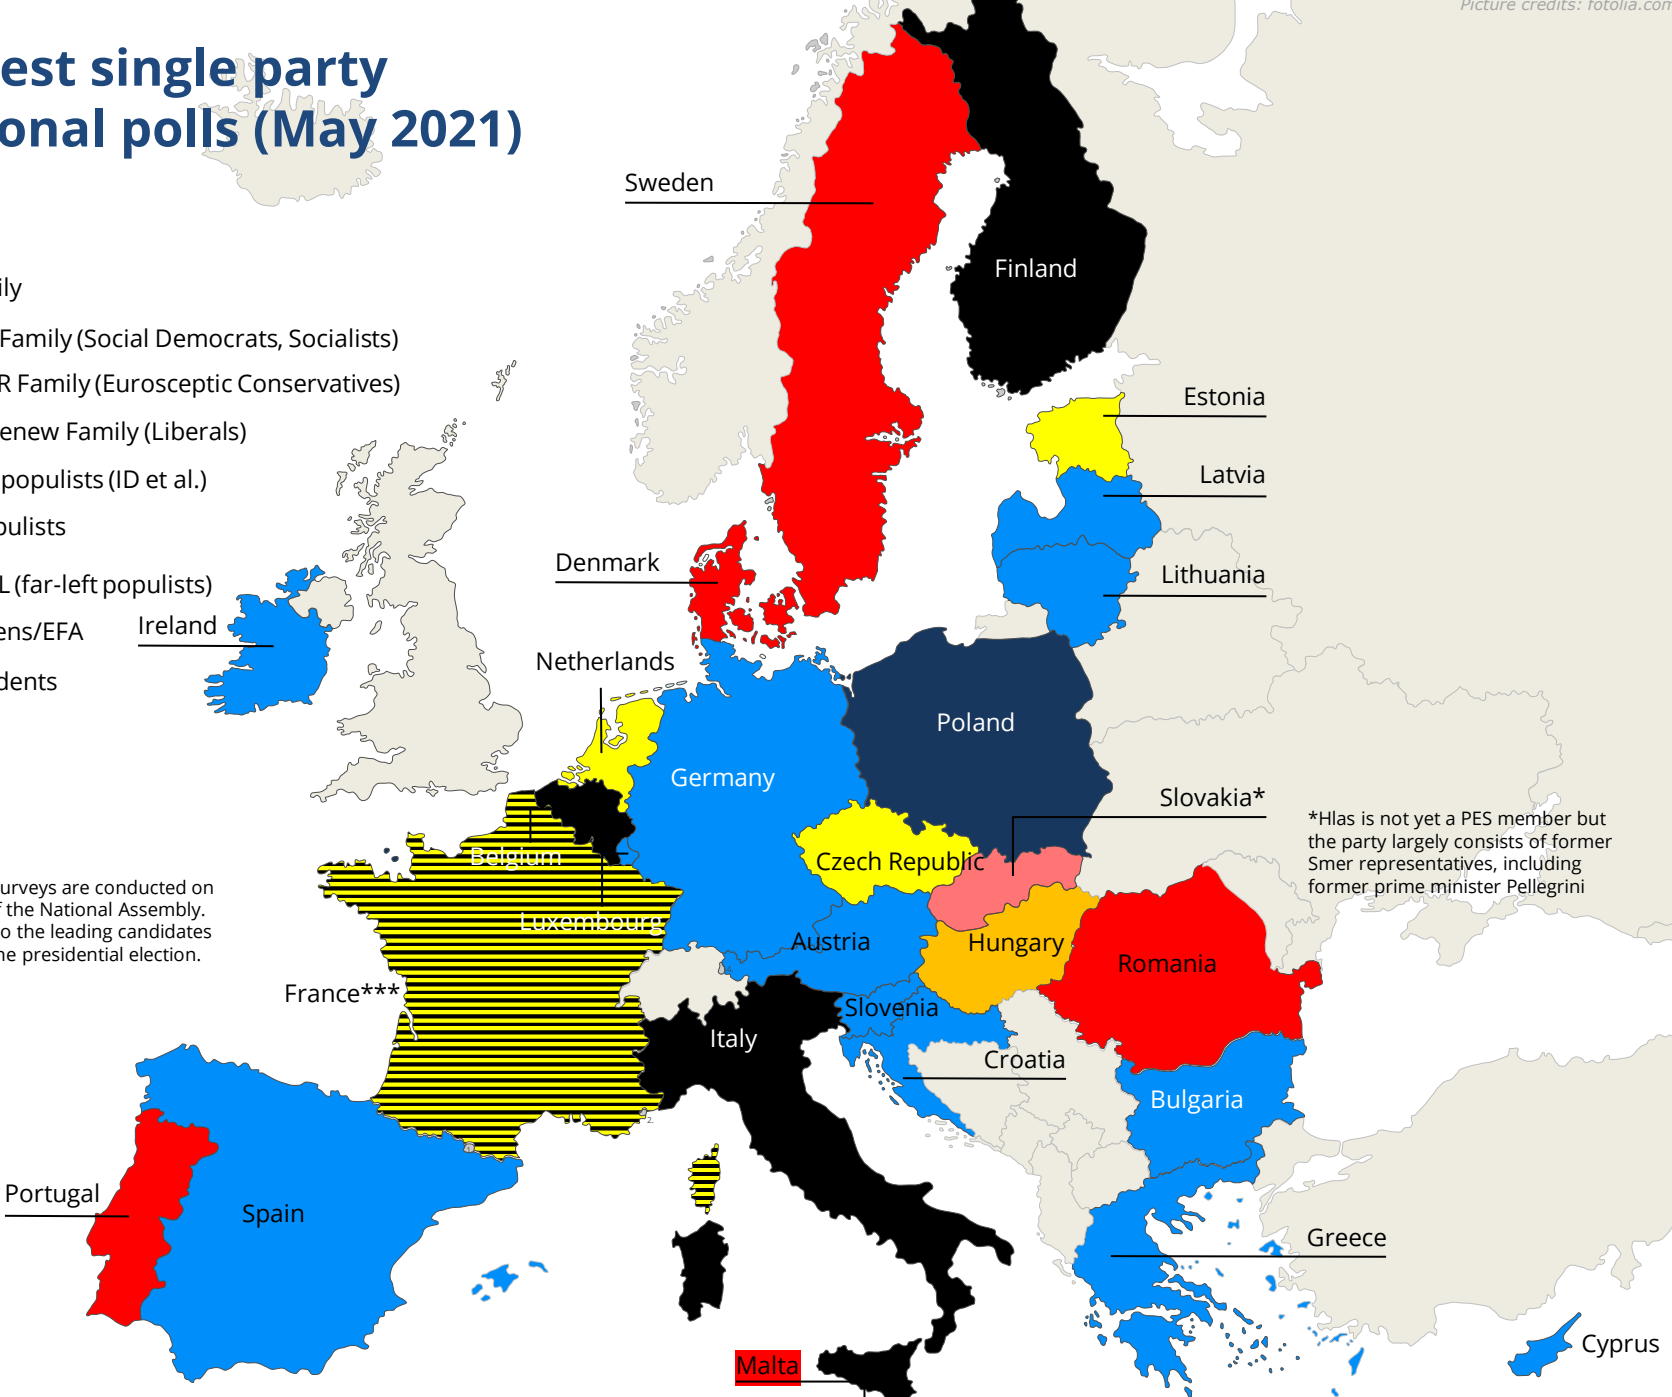 Picture credits: fotolia.com
est single party
onal polls (May 2021)
Sweden
Finland
ily
Family (Social Democrats, Socialists)
R Family (Eurosceptic Conservatives)
enew Family (Liberals)
populists (ID et al.)
pulists
L (far-left populists)
ens/EFA
dents
Estonia
Latvia
Denmark
Lithuania
Ireland
Netherlands
Poland
Germany
Slovakia*
*Hlas is not yet a PES member but
the party largely consists of former
Smer representatives, including
former prime minister Pellegrini
Belgium
Czech Republic
urveys are conducted on
f the National Assembly.
o the leading candidates
he presidential election.
Luxembourg
Austria
Hungary
Romania
France***
Slovenia
Italy
Croatia
Bulgaria
Portugal
Spain
Greece
Malta
Cyprus